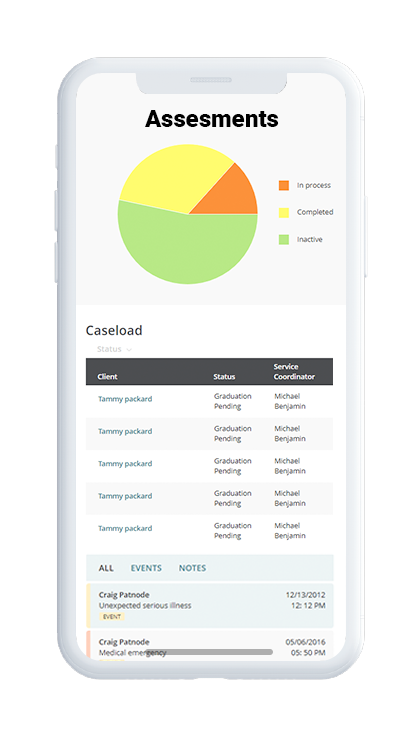 Assesments
In process
Completed
Inactive
Caseload
Status
Client Status Service Coordinator
Tammy packard Graduation Pending Michael Benjamin
Tammy packard Graduation Pending Michael Benjamin
Tammy packard Graduation Pending Michael Benjamin
Tammy packard Graduation Pending Michael Benjamin
Tammy packard Graduation Pending Michael Benjamin
ALL EVENTS NOTES
Craig Patnode 12/13/2012
Unexpected serious illness 12: 12 PM
EVENT
Craig Patnode 05/06/2016
Medical emergency 05: 50 PM